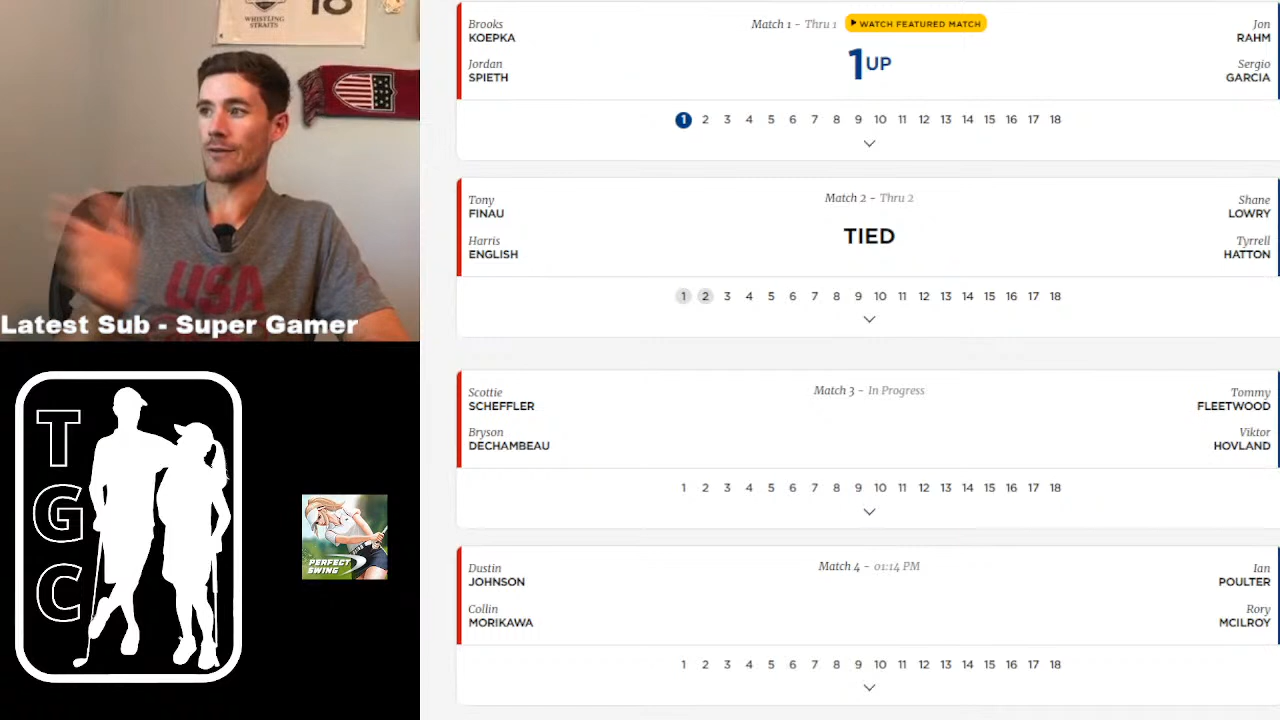 WHISTLING
STRAITS
18
USA
Latest Sub - Super Gamer
T
G
C
PERFECT
SWING
Brooks
KOEPKA
Jordan
SPIETH
Match 1 - Thru 1
WATCH FEATURED MATCH
1 UP
Jon
RAHM
Sergio
GARCIA
1 2 3 4 5 6 7 8 9 10 11 12 13 14 15 16 17 18
Tony
FINAU
Harris
ENGLISH
Match 2 - Thru 2
TIED
Shane
LOWRY
Tyrrell
HATTON
1 2 3 4 5 6 7 8 9 10 11 12 13 14 15 16 17 18
Scottie
SCHEFFLER
Bryson
DECHAMBEAU
Match 3 - In Progress
Tommy
FLEETWOOD
Viktor
HOVLAND
1 2 3 4 5 6 7 8 9 10 11 12 13 14 15 16 17 18
Dustin
JOHNSON
Collin
MORIKAWA
Match 4 - 01:14 PM
Ian
POULTER
Rory
MCILROY
1 2 3 4 5 6 7 8 9 10 11 12 13 14 15 16 17 18